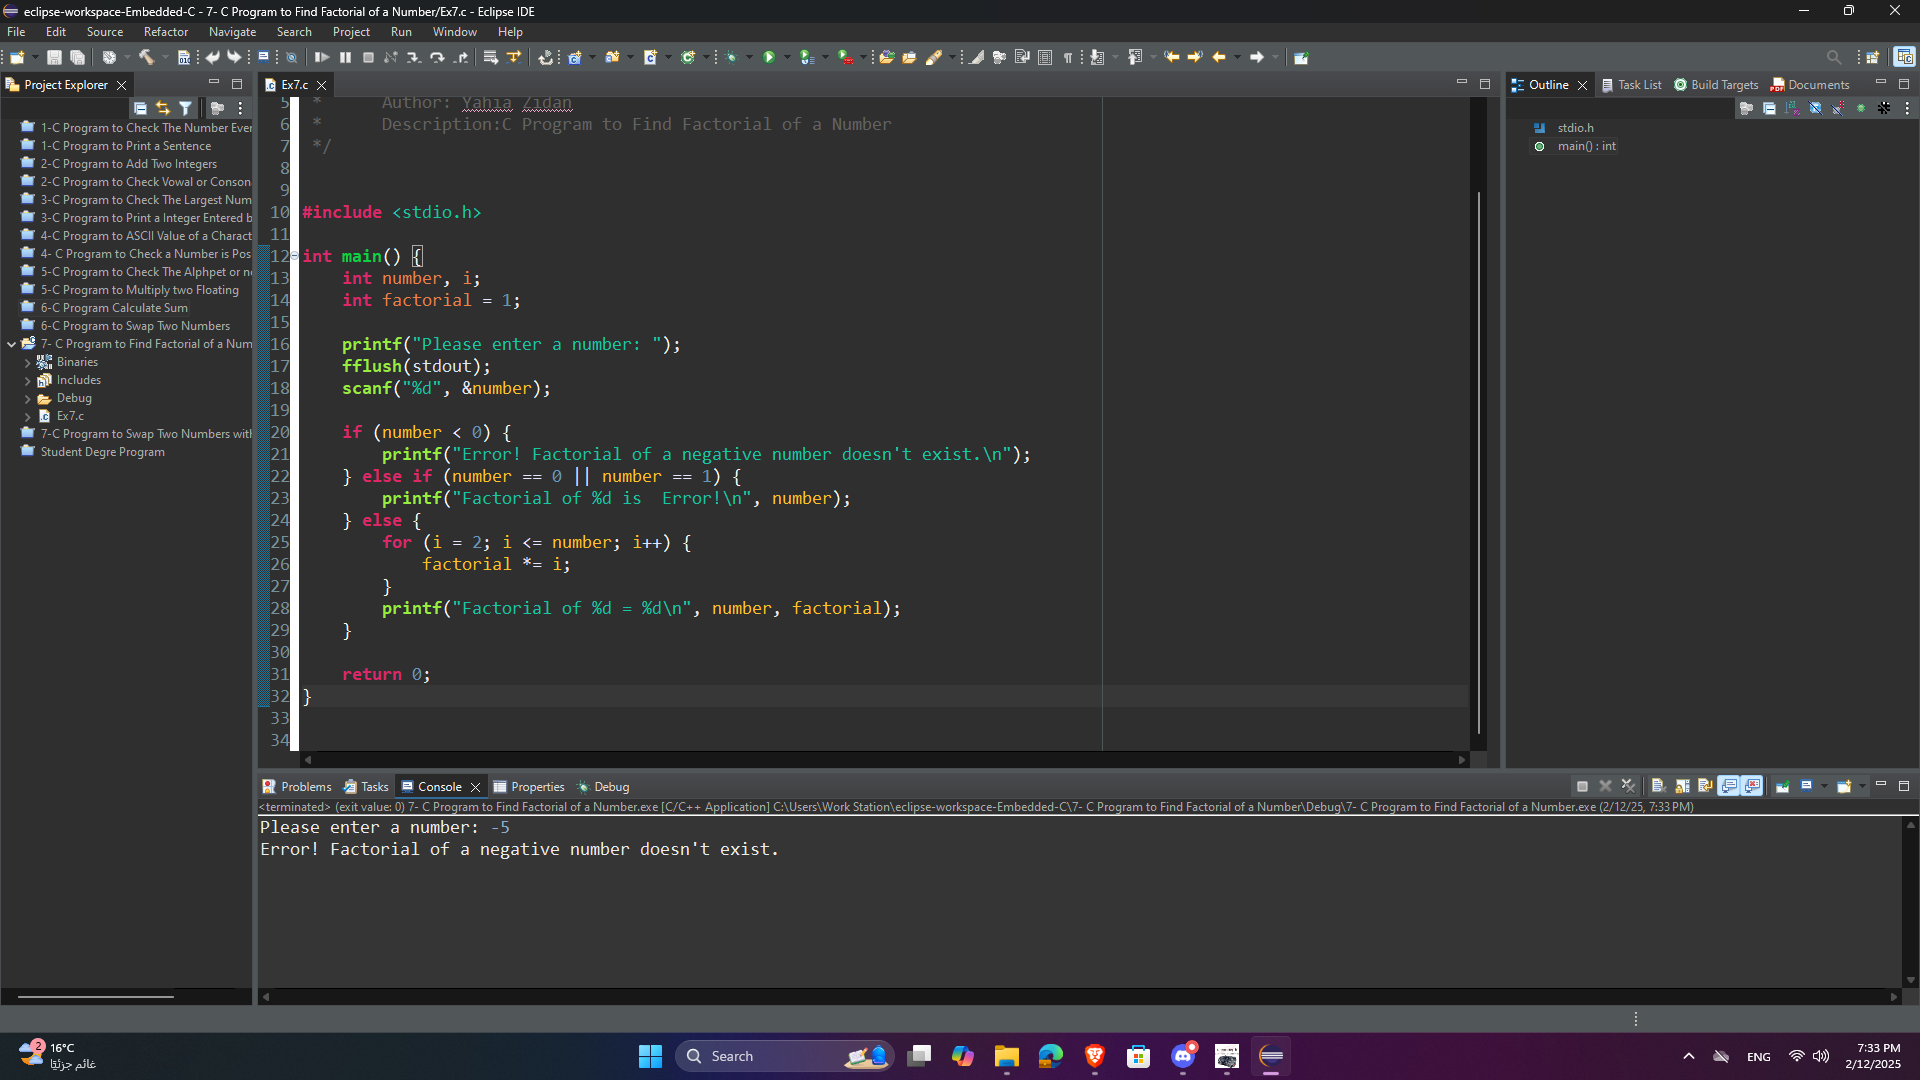 eclipse-workspace-Embedded-C - 7- C Program to Find Factorial of a Number/Ex7.c - Eclipse IDE
File Edit Source Refactor Navigate Search Project Run Window Help
Project Explorer
1-C Program to Check The Number Ever
1-C Program to Print a Sentence
2-C Program to Add Two Integers
2-C Program to Check Vowal or Conson
3-C Program to Check The Largest Num
3-C Program to Print a Integer Entered b
4-C Program to ASCII Value of a Charact
4- C Program to Check a Number is Pos
5-C Program to Check The Alphpet or n
5-C Program to Multiply two Floating
6-C Program Calculate Sum
6-C Program to Swap Two Numbers
7- C Program to Find Factorial of a Num
Binaries
Includes
Debug
Ex7.c
7-C Program to Swap Two Numbers with
Student Degre Program
Ex7.c
5 * Author: Yahia Zidan
6 * Description:C Program to Find Factorial of a Number
7 */
8
9
10 #include <stdio.h>
11
12 int main() {
13 int number, i;
14 int factorial = 1;
15
16 printf("Please enter a number: ");
17 fflush(stdout);
18 scanf("%d", &number);
19
20 if (number < 0) {
21 printf("Error! Factorial of a negative number doesn't exist.\n");
22 } else if (number == 0 || number == 1) {
23 printf("Factorial of %d is  Error!\n", number);
24 } else {
25 for (i = 2; i <= number; i++) {
26 factorial *= i;
27 }
28 printf("Factorial of %d = %d\n", number, factorial);
29 }
30
31 return 0;
32 }
33
34
Outline Task List Build Targets Documents
stdio.h
main() : int
Problems Tasks Console Properties Debug
<terminated> (exit value: 0) 7- C Program to Find Factorial of a Number.exe [C/C++ Application] C:\Users\Work Station\eclipse-workspace-Embedded-C\7- C Program to Find Factorial of a Number\Debug\7- C Program to Find Factorial of a Number.exe (2/12/25, 7:33 PM)
Please enter a number: -5
Error! Factorial of a negative number doesn't exist.
2
16°C
غائم جزئيًا
Search
ENG
7:33 PM
2/12/2025